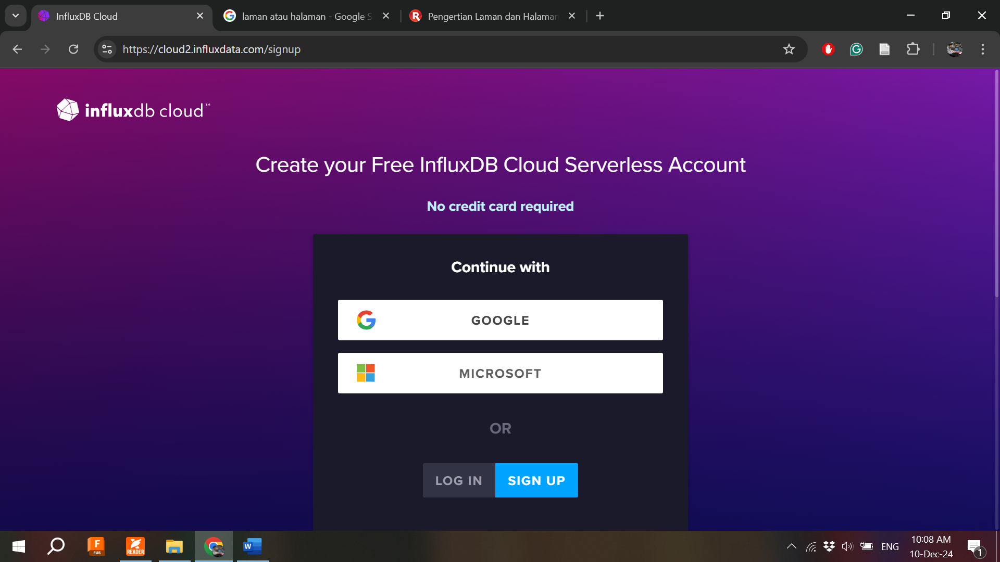 InfluxDB Cloud
laman atau halaman - Google S
Pengertian Laman dan Halaman
https://cloud2.influxdata.com/signup
influxdb cloud™
Create your Free InfluxDB Cloud Serverless Account
No credit card required
Continue with
GOOGLE
MICROSOFT
OR
LOG IN
SIGN UP
F
FUS
READER
W
ENG
10:08 AM
10-Dec-24
1